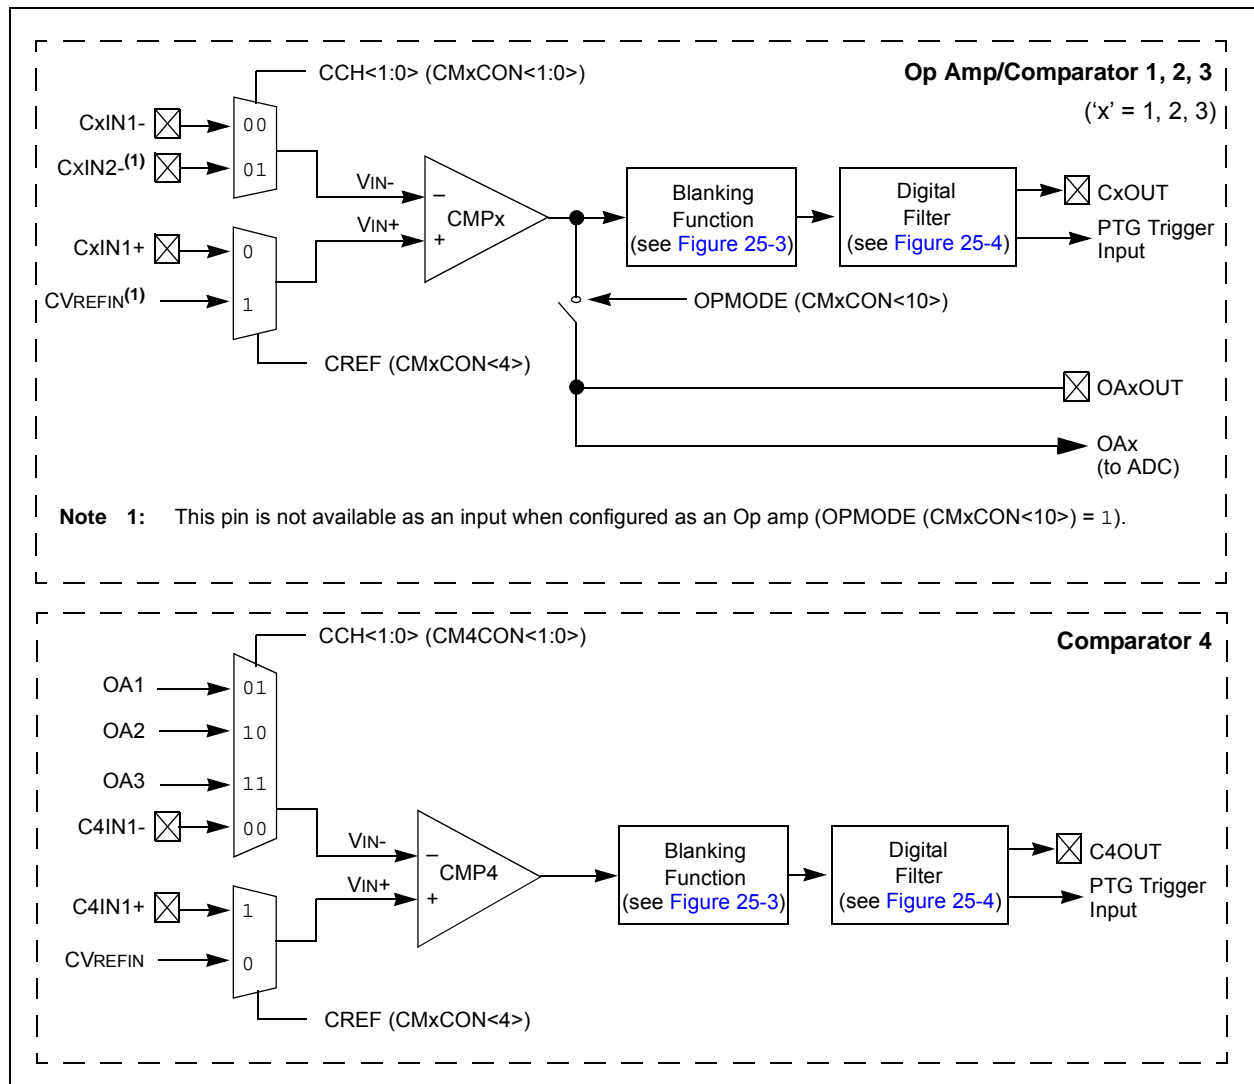 CCH<1:0> (CMxCON<1:0>)
Op Amp/Comparator 1, 2, 3
(‘x’ = 1, 2, 3)
CxIN1-
00
CxIN2-(1)
01
VIN-
–
CMPx
VIN+
+
CxIN1+
0
CVREFIN(1)
1
CREF (CMxCON<4>)
Blanking
Function
(see Figure 25-3)
Digital
Filter
(see Figure 25-4)
CxOUT
PTG Trigger
Input
OPMODE (CMxCON<10>)
OAxOUT
OAx
(to ADC)
Note 1: This pin is not available as an input when configured as an Op amp (OPMODE (CMxCON<10>) = 1).
CCH<1:0> (CM4CON<1:0>)
Comparator 4
OA1
01
OA2
10
OA3
11
C4IN1-
00
VIN-
–
CMP4
VIN+
+
C4IN1+
1
CVREFIN
0
CREF (CMxCON<4>)
Blanking
Function
(see Figure 25-3)
Digital
Filter
(see Figure 25-4)
C4OUT
PTG Trigger
Input